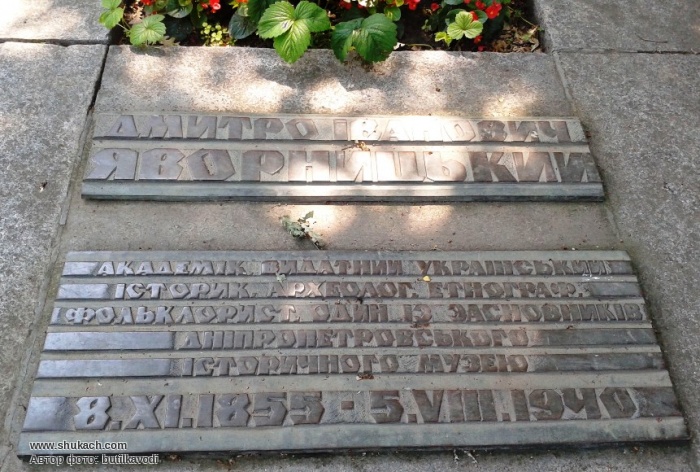 ДМИТРО ІВАНОВИЧ
ЯВОРНИЦЬКИЙ
АКАДЕМІК, ВИДАТНИЙ УКРАЇНСЬКИЙ
ІСТОРИК, АРХЕОЛОГ, ЕТНОГРАФ,
ФОЛЬКЛОРИСТ, ОДИН ІЗ ЗАСНОВНИКІВ
ДНІПРОПЕТРОВСЬКОГО
ІСТОРИЧНОГО МУЗЕЮ
8.XI.1855 - 5.VIII.1940
www.shukach.com
Автор фото: butilkavodi